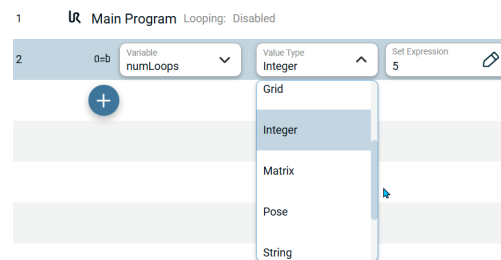 1 Main Program Looping: Disabled
Variable Value Type Set Expression
2 a=b numLoops Integer 5
Grid
Integer
Matrix
Pose
String